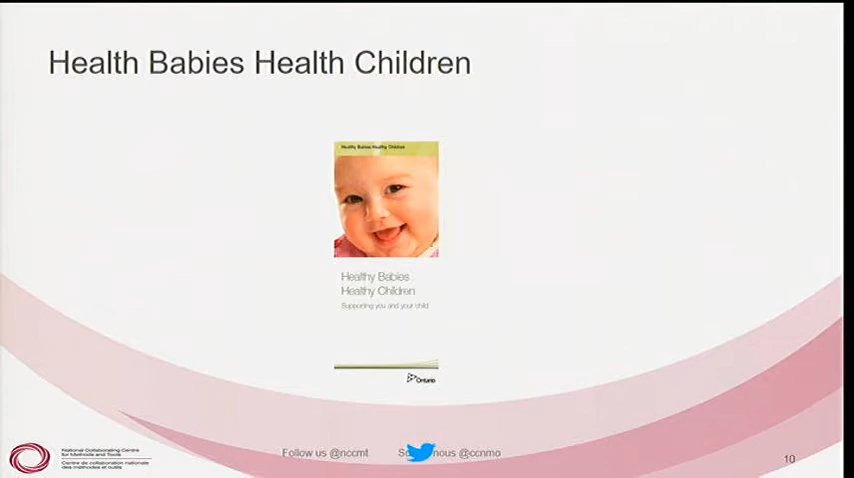 Health Babies Health Children
Healthy Babies Healthy Children
Healthy Babies
Healthy Children
Supporting you and your child
Ontario
National Collaborating Centre
for Methods and Tools
Centre de collaboration nationale
des méthodes et outils
Follow us @nccmt
nous @ccnmo
10